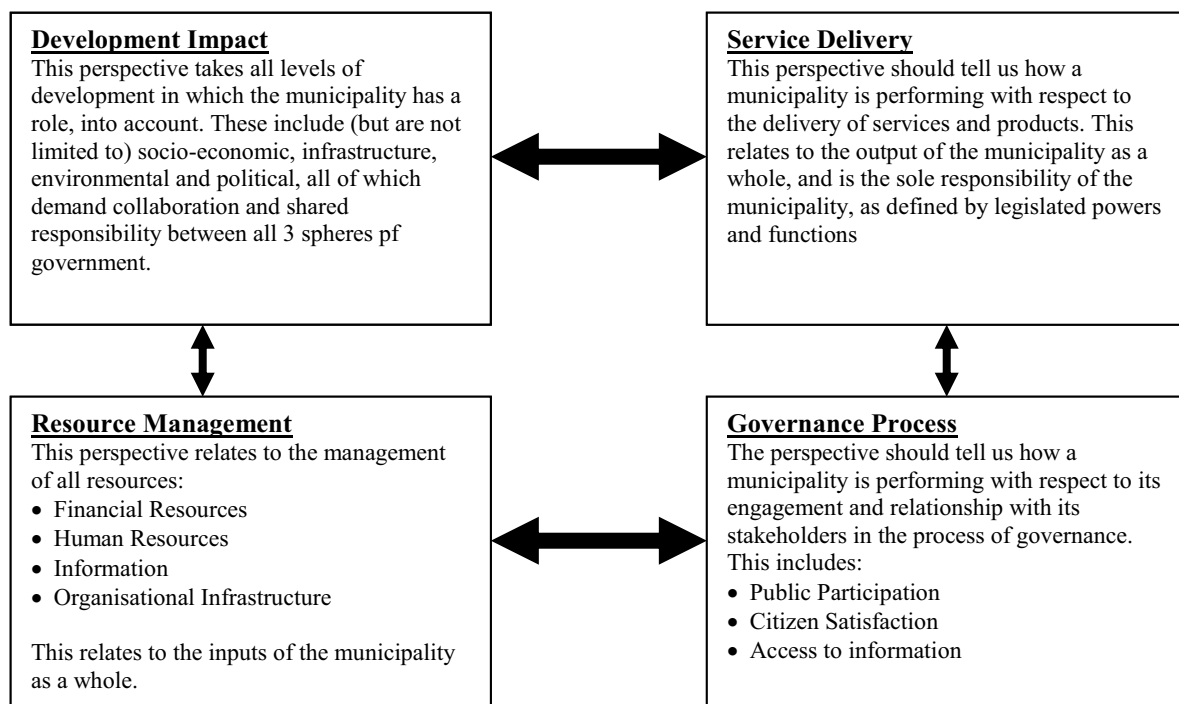 Development Impact
This perspective takes all levels of
development in which the municipality has a
role, into account. These include (but are not
limited to) socio-economic, infrastructure,
environmental and political, all of which
demand collaboration and shared
responsibility between all 3 spheres pf
government.
Service Delivery
This perspective should tell us how a
municipality is performing with respect to
the delivery of services and products. This
relates to the output of the municipality as a
whole, and is the sole responsibility of the
municipality, as defined by legislated powers
and functions
Resource Management
This perspective relates to the management
of all resources:
• Financial Resources
• Human Resources
• Information
• Organisational Infrastructure
This relates to the inputs of the municipality
as a whole.
Governance Process
The perspective should tell us how a
municipality is performing with respect to its
engagement and relationship with its
stakeholders in the process of governance.
This includes:
• Public Participation
• Citizen Satisfaction
• Access to information